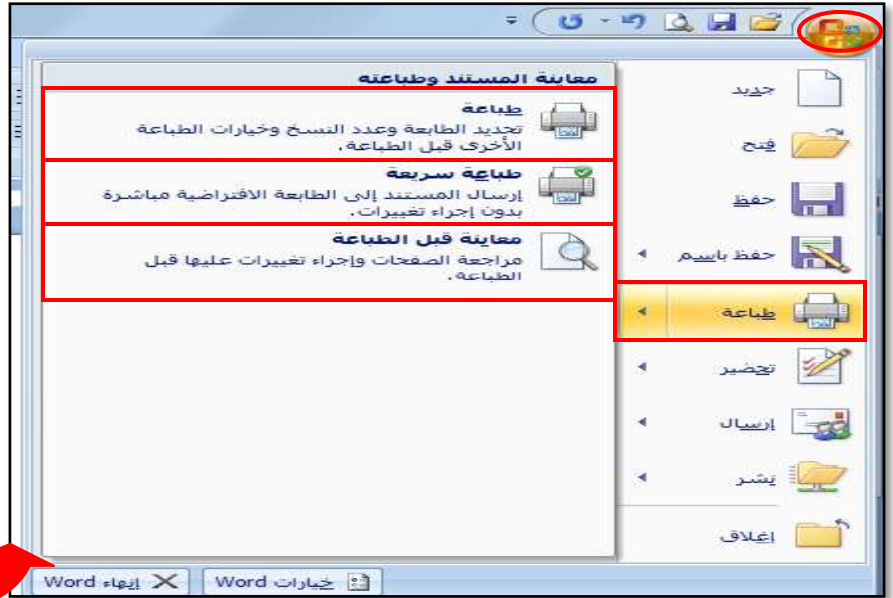 جديد
فتح
حفظ
حفظ باسم
طباعة
تحضير
إرسال
نشر
إغلاق
معاينة المستند وطباعته
طباعة
تحديد الطابعة وعدد النسخ وخيارات الطباعة
الأخرى قبل الطباعة.
طباعة سريعة
إرسال المستند إلى الطابعة الافتراضية مباشرة
بدون إجراء تغييرات.
معاينة قبل الطباعة
مراجعة الصفحات وإجراء تغييرات عليها قبل
الطباعة.
خيارات Word
إنهاء Word